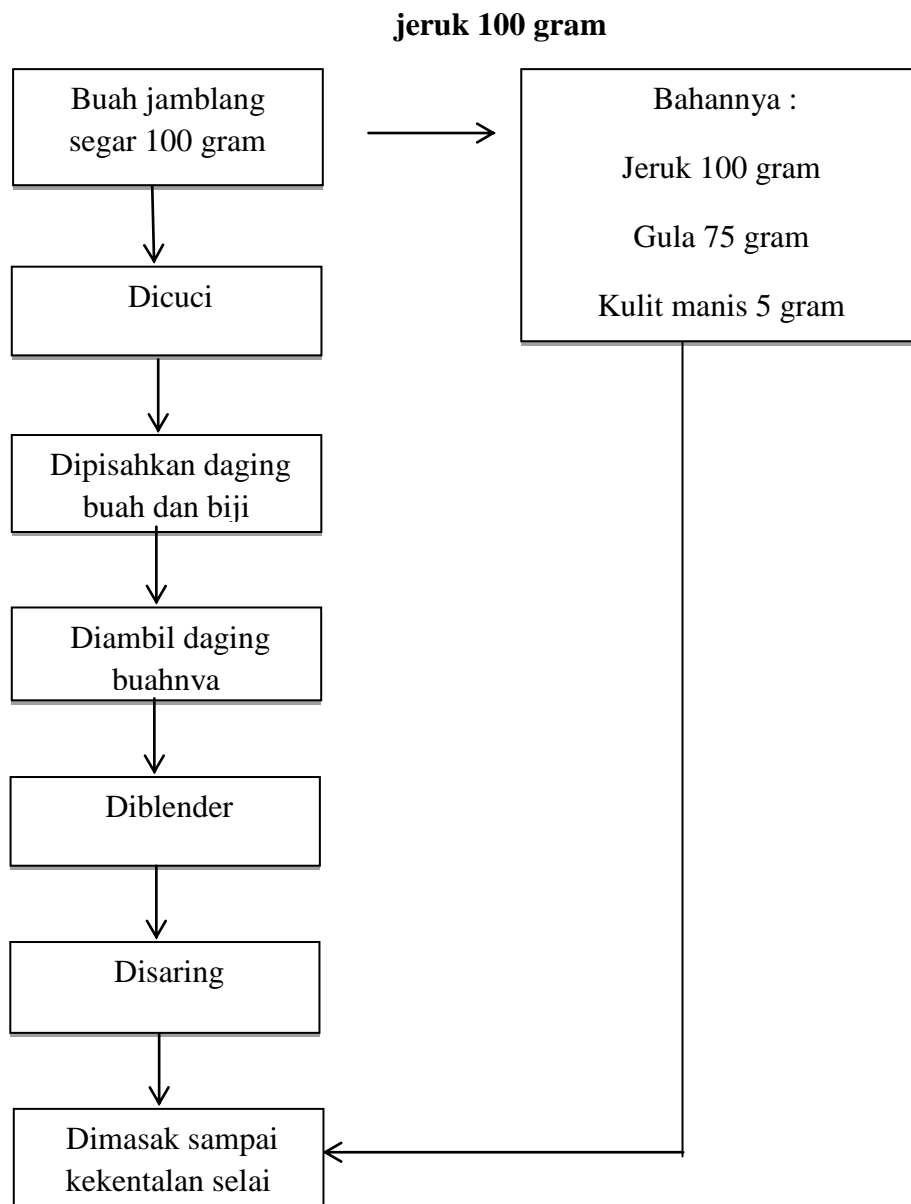 jeruk 100 gram
Buah jamblang
segar 100 gram
Bahannya :
Jeruk 100 gram
Gula 75 gram
Kulit manis 5 gram
Dicuci
Dipisahkan daging
buah dan biji
Diambil daging
buahnya
Diblender
Disaring
Dimasak sampai
kekentalan selai